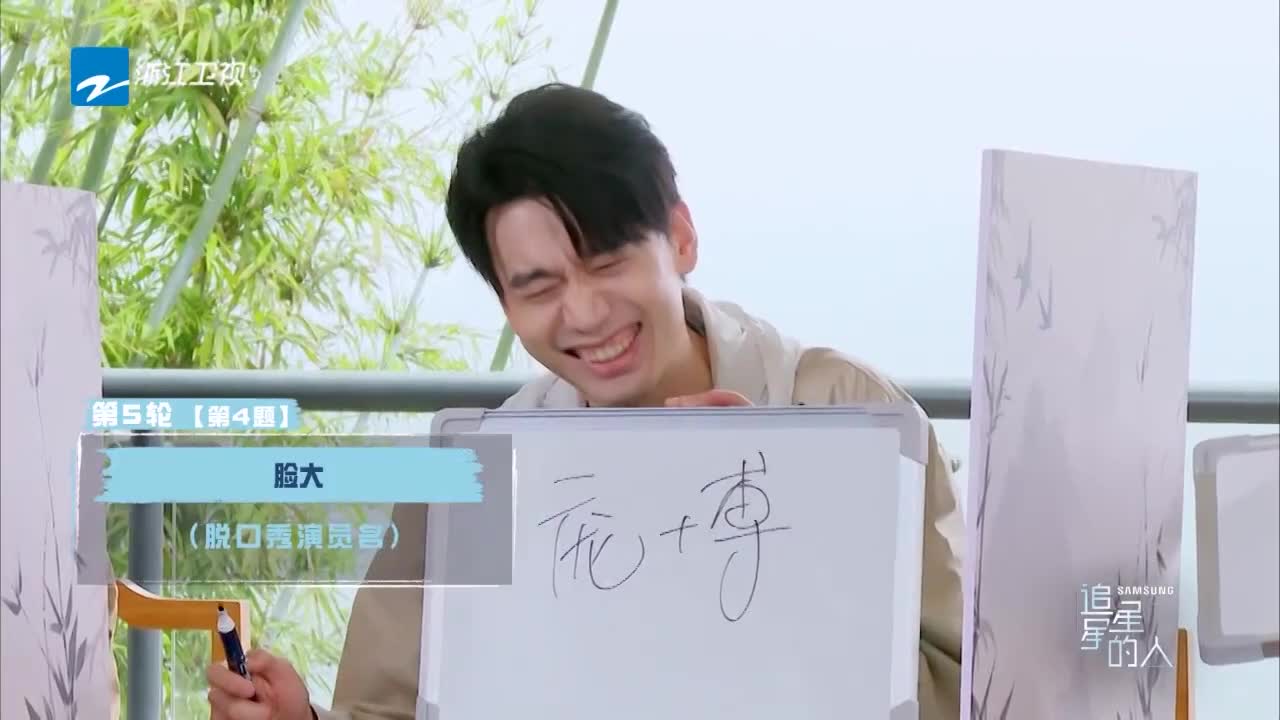 浙江卫视
第5轮【第4题】
脸大
（脱口秀演员名）
庞+博
SAMSUNG
追星星的人